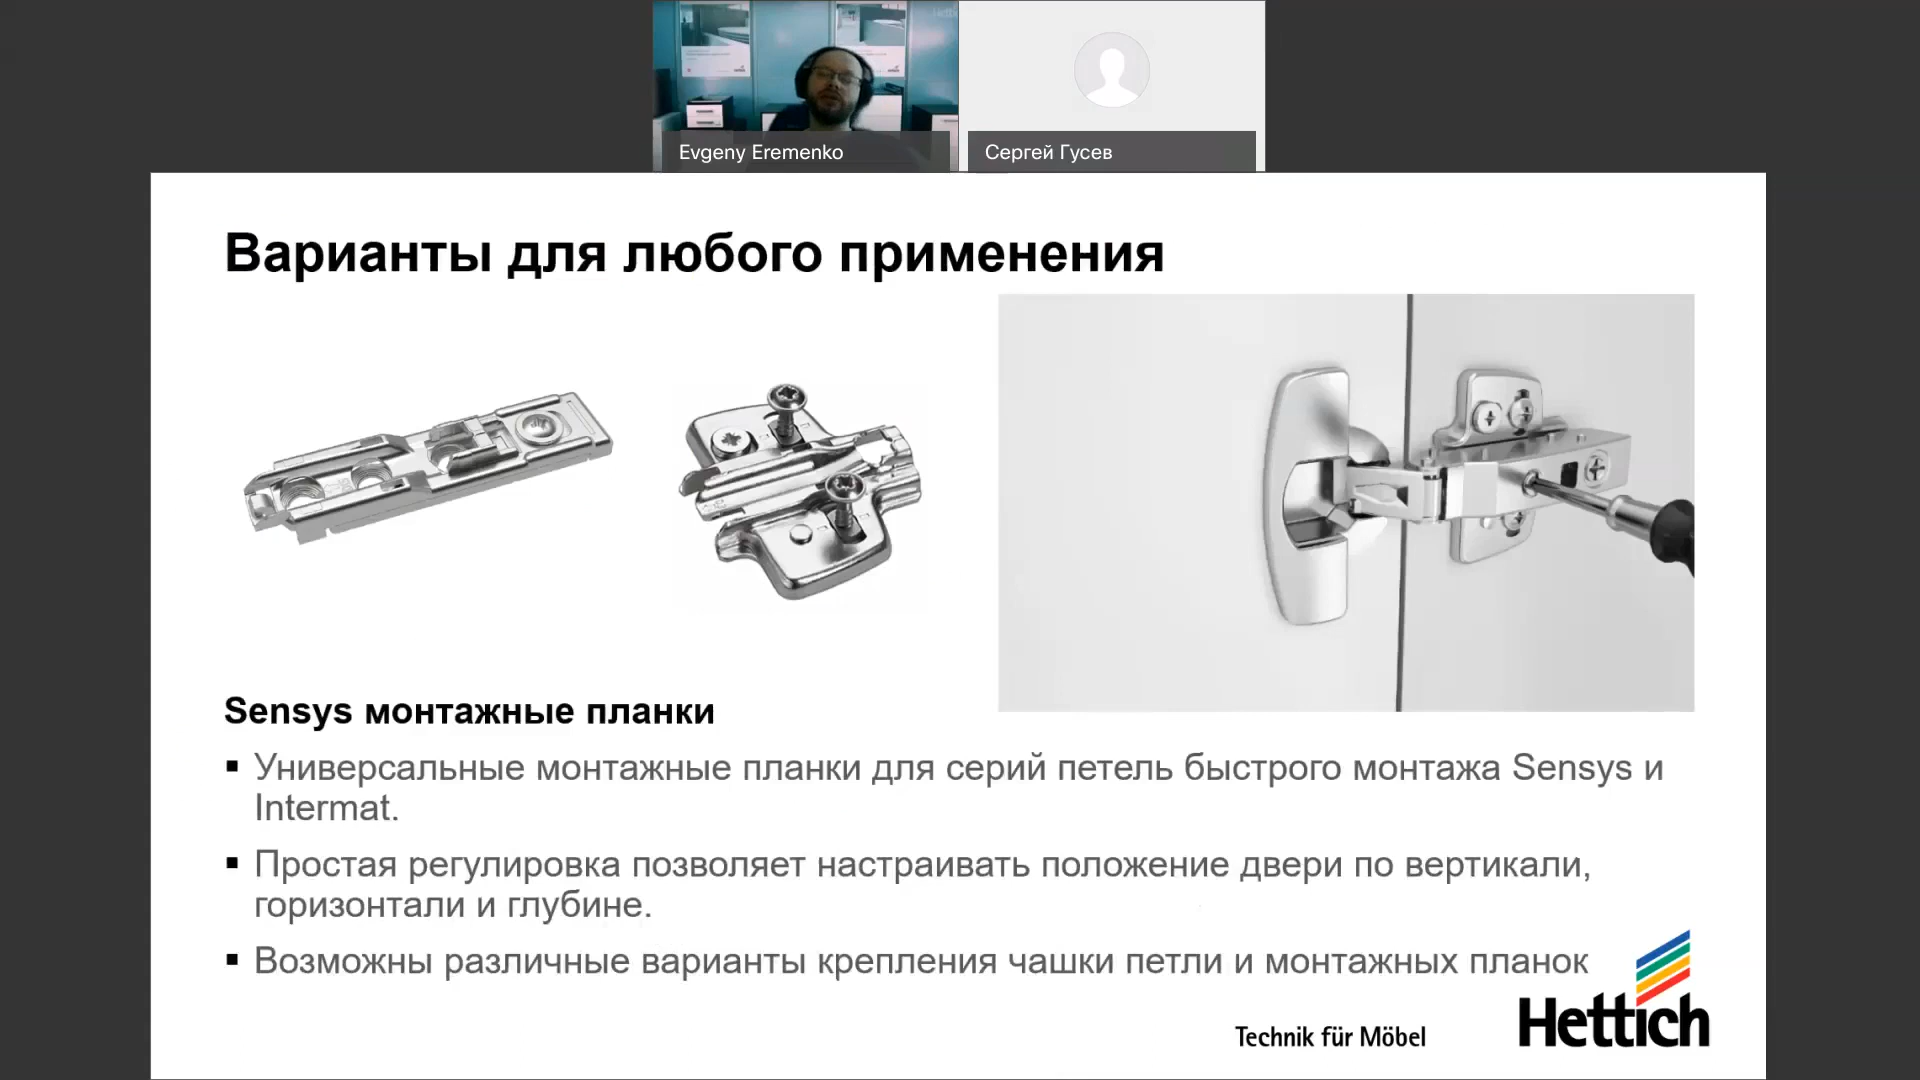 Evgeny Eremenko
Сергей Гусев
Варианты для любого применения
Sensys монтажные планки
▪ Универсальные монтажные планки для серий петель быстрого монтажа Sensys и
Intermat.
▪ Простая регулировка позволяет настраивать положение двери по вертикали,
горизонтали и глубине.
▪ Возможны различные варианты крепления чашки петли и монтажных планок
Technik für Möbel
Hettich